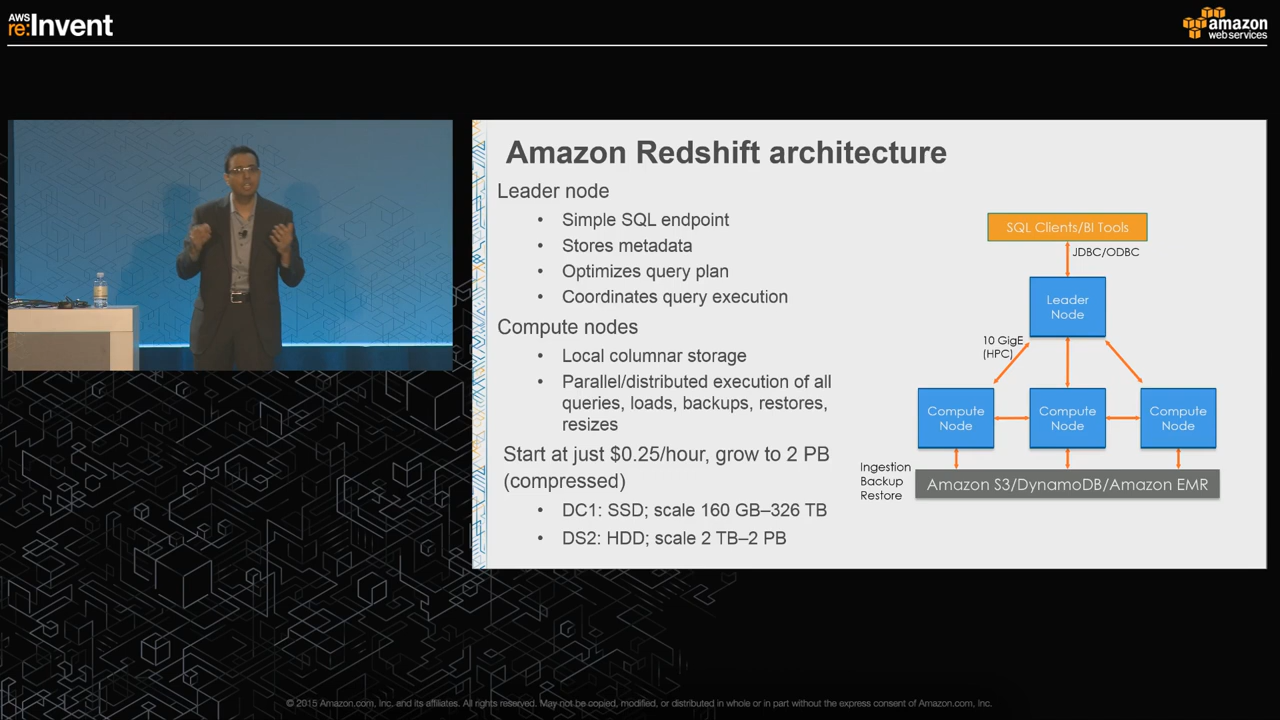 AWS
re:Invent
amazon
web services
Amazon Redshift architecture
Leader node
• Simple SQL endpoint
• Stores metadata
• Optimizes query plan
• Coordinates query execution
Compute nodes
• Local columnar storage
• Parallel/distributed execution of all
queries, loads, backups, restores,
resizes
Start at just $0.25/hour, grow to 2 PB
(compressed)
• DC1: SSD; scale 160 GB–326 TB
• DS2: HDD; scale 2 TB–2 PB
SQL Clients/BI Tools
JDBC/ODBC
Leader
Node
10 GigE
(HPC)
Compute
Node
Compute
Node
Compute
Node
Ingestion
Backup
Restore
Amazon S3/DynamoDB/Amazon EMR
© 2015 Amazon.com, Inc. and its affiliates. All rights reserved. May not be copied, modified, or distributed in whole or in part without the express consent of Amazon.com, Inc.